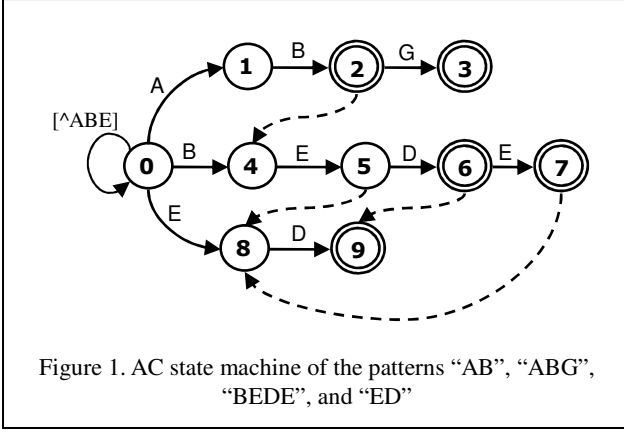 1 B 2 G 3
A
[^ABE]
0 B 4 E 5 D 6 E 7
E
8 D 9
Figure 1. AC state machine of the patterns “AB”, “ABG”,
“BEDE”, and “ED”